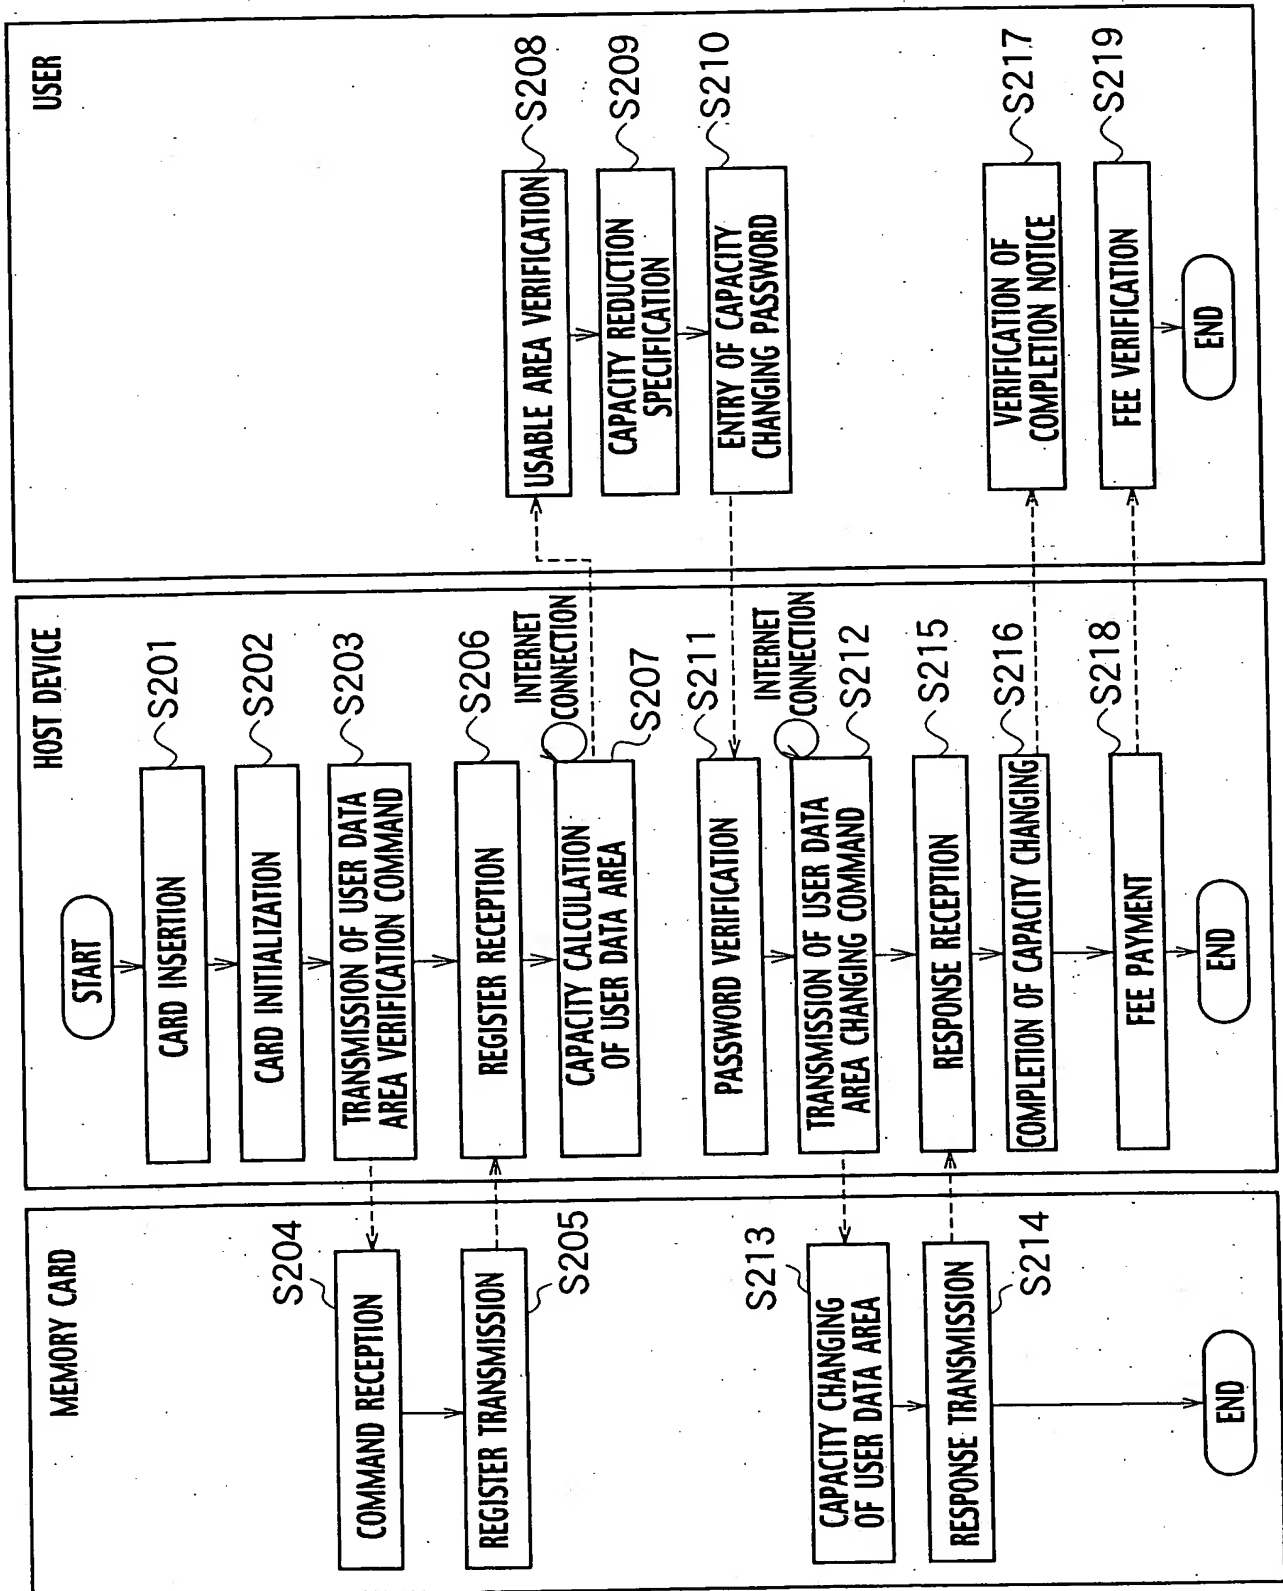 MEMORY CARD
S204
COMMAND RECEPTION
REGISTER TRANSMISSION
S205
S213
CAPACITY CHANGING
OF USER DATA AREA
RESPONSE TRANSMISSION
S214
END
HOST DEVICE
START
CARD INSERTION
S201
CARD INITIALIZATION
S202
TRANSMISSION OF USER DATA
AREA VERIFICATION COMMAND
S203
REGISTER RECEPTION
S206
INTERNET
CONNECTION
CAPACITY CALCULATION
OF USER DATA AREA
S207
PASSWORD VERIFICATION
S211
INTERNET
CONNECTION
TRANSMISSION OF USER DATA
AREA CHANGING COMMAND
S212
RESPONSE RECEPTION
S215
COMPLETION OF CAPACITY CHANGING
S216
FEE PAYMENT
S218
END
USER
USABLE AREA VERIFICATION
S208
CAPACITY REDUCTION
SPECIFICATION
S209
ENTRY OF CAPACITY
CHANGING PASSWORD
S210
VERIFICATION OF
COMPLETION NOTICE
S217
FEE VERIFICATION
S219
END